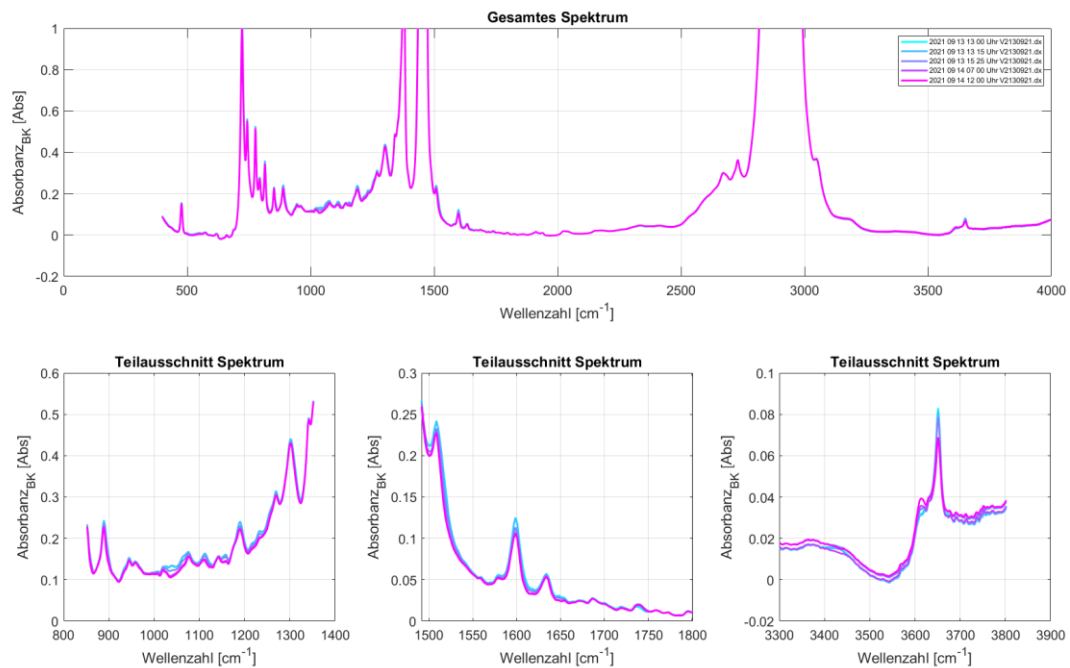 Gesamtes Spektrum
1
0.8
0.6
0.4
0.2
0
-0.2
Absorbanz_BK [Abs]
2021 09 13 13 00 Uhr V2130921.dx
2021 09 13 13 15 Uhr V2130921.dx
2021 09 13 15 25 Uhr V2130921.dx
2021 09 14 07 00 Uhr V2130921.dx
2021 09 14 12 00 Uhr V2130921.dx
0 500 1000 1500 2000 2500 3000 3500 4000
Wellenzahl [cm⁻¹]
Teilausschnitt Spektrum
0.6
0.5
0.4
0.3
0.2
0.1
0
Absorbanz_BK [Abs]
800 900 1000 1100 1200 1300 1400
Wellenzahl [cm⁻¹]
Teilausschnitt Spektrum
0.3
0.25
0.2
0.15
0.1
0.05
0
Absorbanz_BK [Abs]
1500 1550 1600 1650 1700 1750 1800
Wellenzahl [cm⁻¹]
Teilausschnitt Spektrum
0.1
0.08
0.06
0.04
0.02
0
-0.02
Absorbanz_BK [Abs]
3300 3400 3500 3600 3700 3800 3900
Wellenzahl [cm⁻¹]